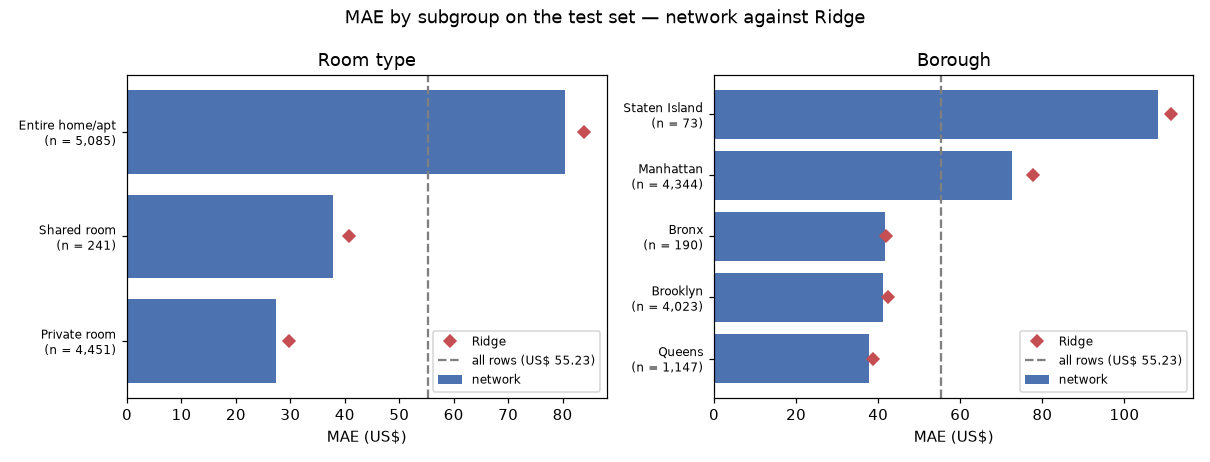 MAE by subgroup on the test set — network against Ridge
Room type
Entire home/apt
(n = 5,085)
Shared room
(n = 241)
Private room
(n = 4,451)
Ridge
all rows (US$ 55.23)
network
0 10 20 30 40 50 60 70 80
MAE (US$)
Borough
Staten Island
(n = 73)
Manhattan
(n = 4,344)
Bronx
(n = 190)
Brooklyn
(n = 4,023)
Queens
(n = 1,147)
Ridge
all rows (US$ 55.23)
network
0 20 40 60 80 100
MAE (US$)